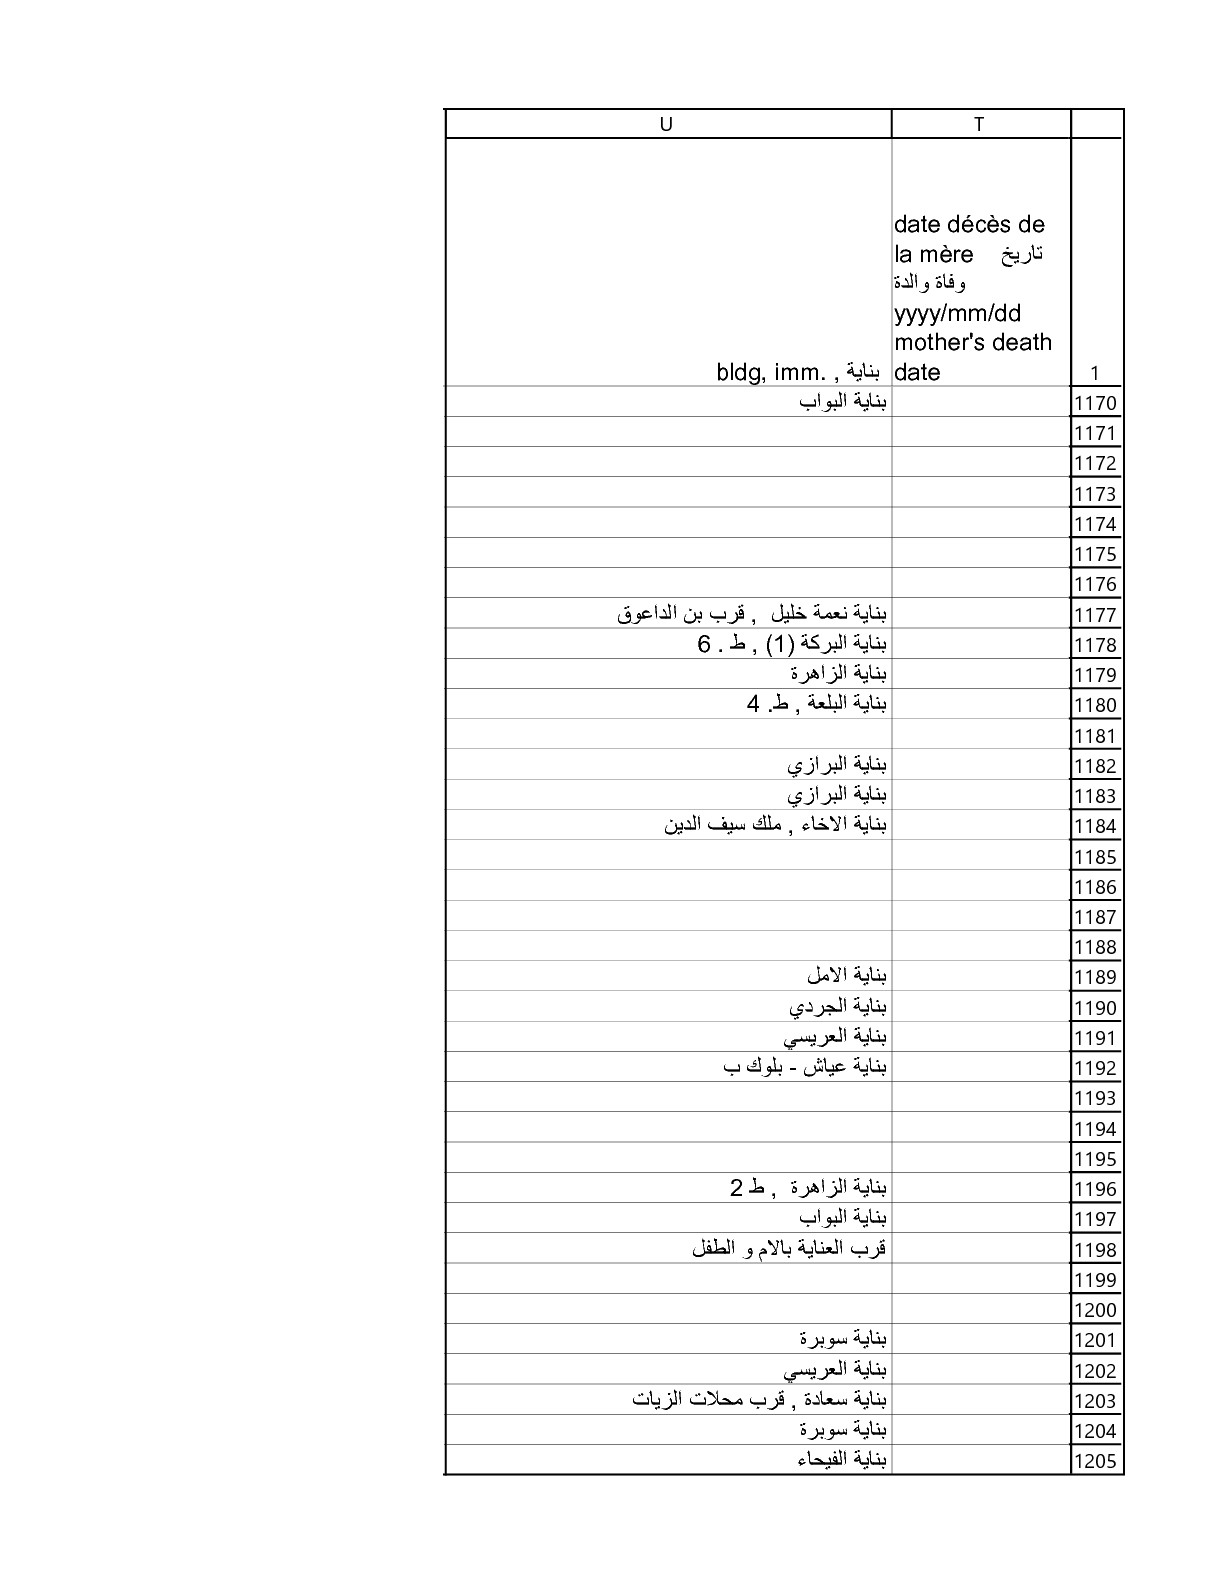 U	T
date décès de
la mère تاريخ
وفاة والدة
yyyy/mm/dd
mother's death
bldg, imm. , بناية	date	1
بناية البواب	1170
1171
1172
1173
1174
1175
1176
بناية نعمة خليل , قرب بن الداعوق	1177
بناية البركة (1) , ط . 6	1178
بناية الزاهرة	1179
بناية البلعة , ط. 4	1180
1181
بناية البرازي	1182
بناية البرازي	1183
بناية الاخاء , ملك سيف الدين	1184
1185
1186
1187
1188
بناية الامل	1189
بناية الجردي	1190
بناية العريسي	1191
بناية عياش - بلوك ب	1192
1193
1194
1195
بناية الزاهرة , ط 2	1196
بناية البواب	1197
قرب العناية بالام و الطفل	1198
1199
1200
بناية سوبرة	1201
بناية العريسي	1202
بناية سعادة , قرب محلات الزيات	1203
بناية سوبرة	1204
بناية الفيحاء	1205